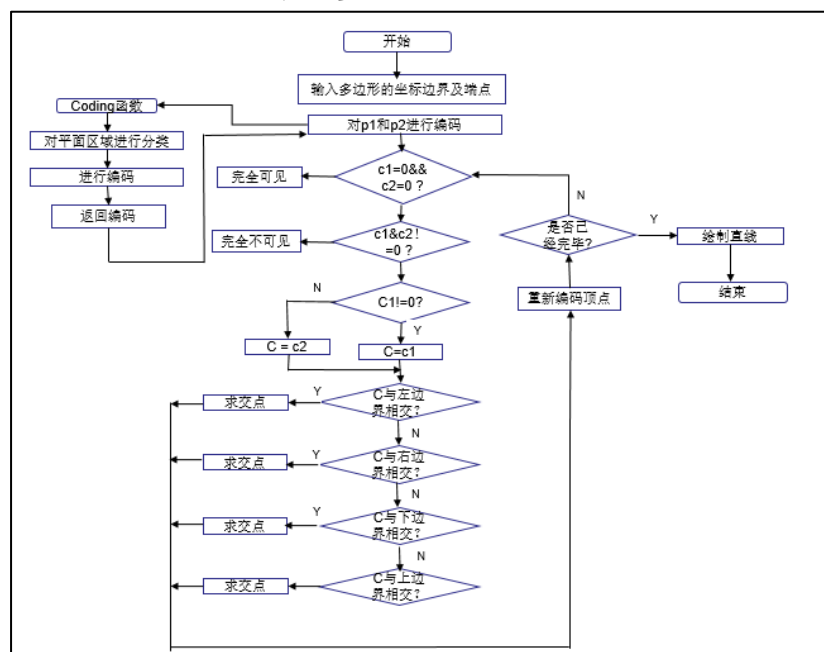 开始
输入多边形的坐标边界及端点
Coding函数
对p1和p2进行编码
对平面区域进行分类
进行编码
返回编码
完全可见
c1=0&&
c2=0 ?
N
是否已
经完毕?
Y
绘制直线
完全不可见
c1&c2!
=0 ?
结束
重新编码顶点
N
C1!=0?
Y
C = c2
C=c1
求交点
Y
C与左边
界相交?
N
求交点
Y
C与右边
界相交?
N
求交点
Y
C与下边
界相交?
N
求交点
C与上边
界相交?